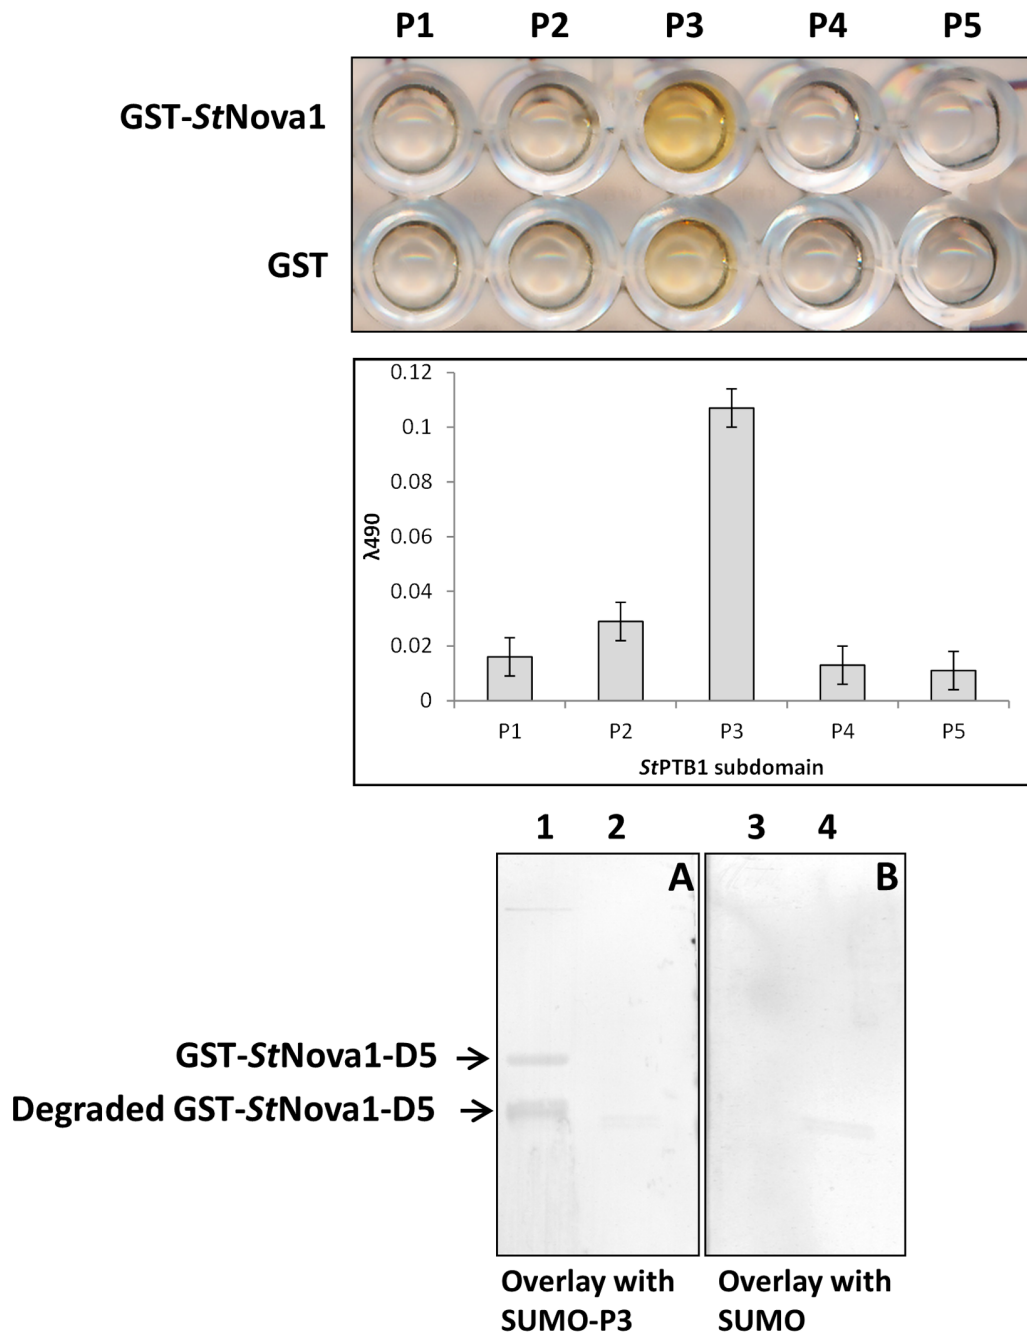 P1 P2 P3 P4 P5
GST-StNova1
GST
0.12
0.1
0.08
0.06
0.04
0.02
0
λ490
P1 P2 P3 P4 P5
StPTB1 subdomain
1 2 3 4
A B
GST-StNova1-D5
Degraded GST-StNova1-D5
Overlay with
SUMO-P3
Overlay with
SUMO